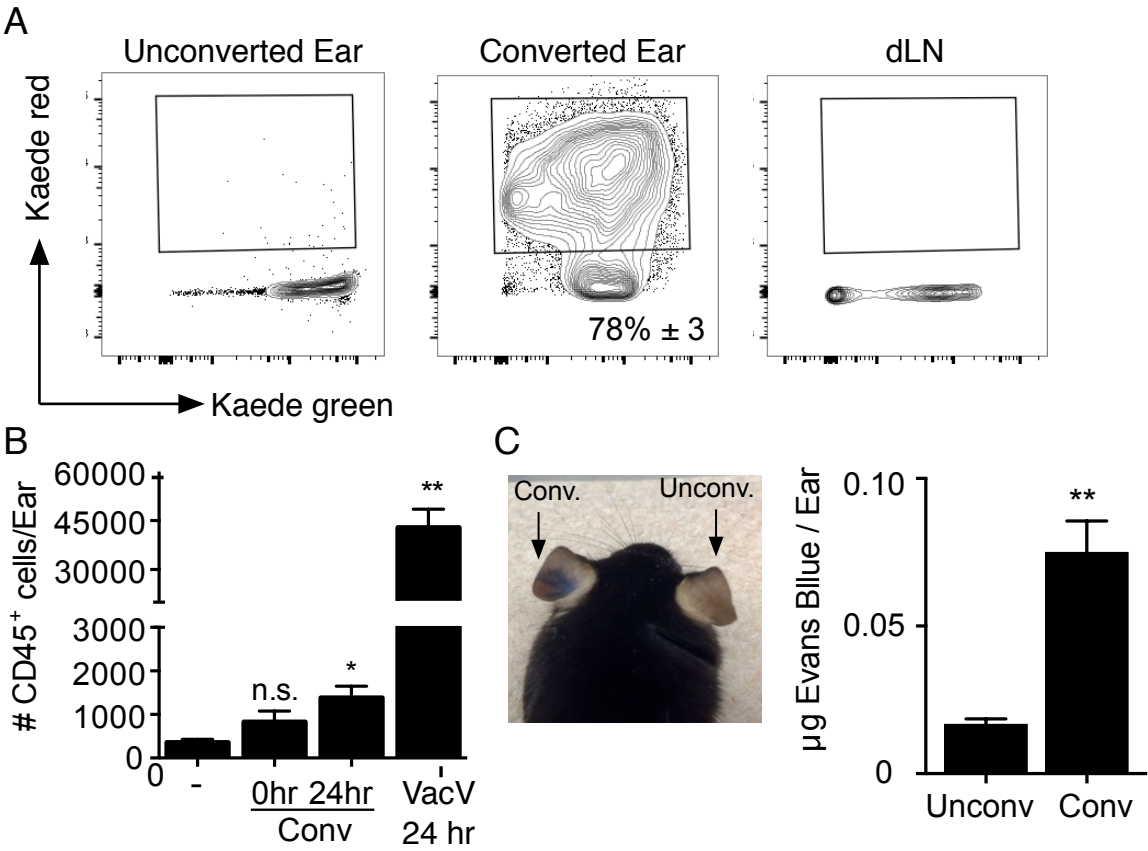 A
Unconverted Ear
Converted Ear
dLN
Kaede red
78% ± 3
Kaede green
B
# CD45+ cells/Ear
60000
45000
30000
3000
2000
1000
0
0
n.s.
*
**
-
0hr 24hr
Conv
VacV
24 hr
C
Conv.
Unconv.
µg Evans Bllue / Ear
0.10
0.05
0
**
Unconv
Conv